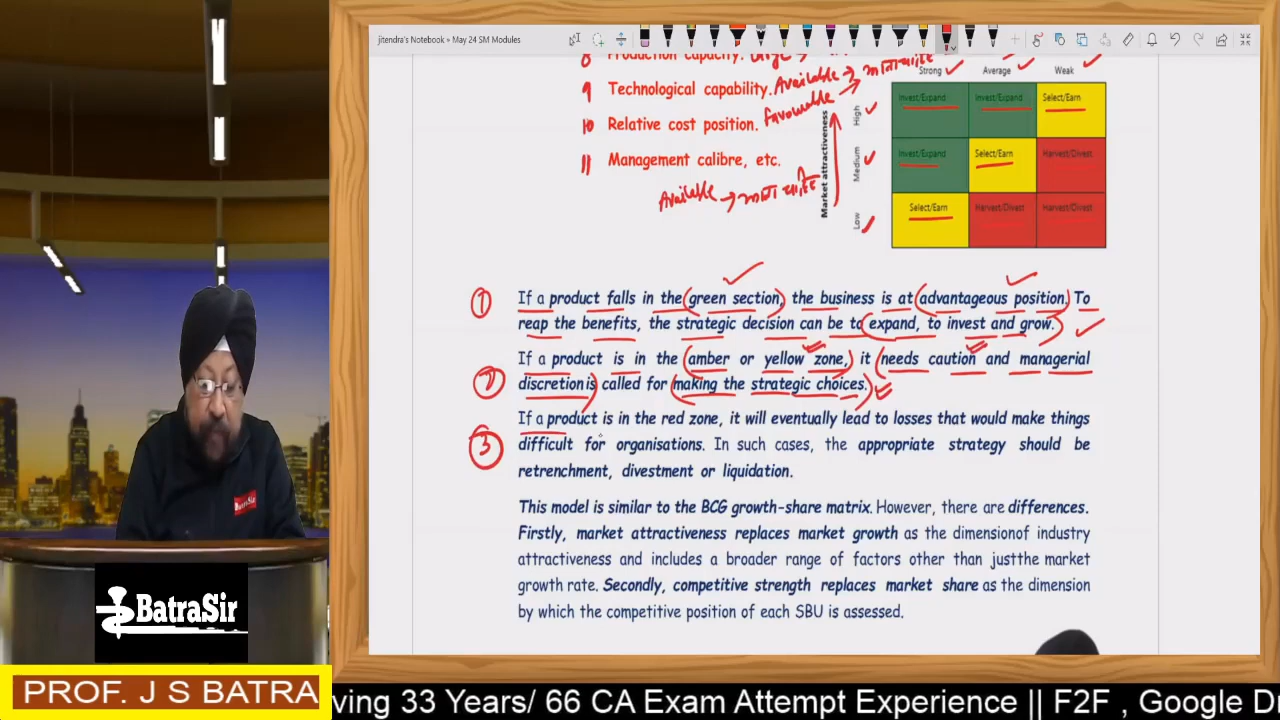 jitendra's Notebook » May 24 SM Modules
8 Production capacity. Large →
9 Technological capability. Available →
10 Relative cost position. Favourable →
11 Management calibre, etc.
Available →
Strong Average Weak
Market attractiveness
High Medium Low
Invest/Expand Invest/Expand Select/Earn
Invest/Expand Select/Earn Harvest/Divest
Select/Earn Harvest/Divest Harvest/Divest
① If a product falls in the (green section), the business is at (advantageous position). To
reap the benefits, the strategic decision can be to (expand, to invest and grow.)
② If a product is in the (amber or yellow zone,) it (needs caution and managerial
discretion is) called for (making the strategic choices.)
③ If a product is in the red zone, it will eventually lead to losses that would make things
difficult for organisations. In such cases, the appropriate strategy should be
retrenchment, divestment or liquidation.
This model is similar to the BCG growth-share matrix. However, there are differences.
Firstly, market attractiveness replaces market growth as the dimensionof industry
attractiveness and includes a broader range of factors other than justthe market
growth rate. Secondly, competitive strength replaces market share as the dimension
by which the competitive position of each SBU is assessed.
BatraSir
BatraSir
PROF. J S BATRA
ving 33 Years/ 66 CA Exam Attempt Experience || F2F , Google D